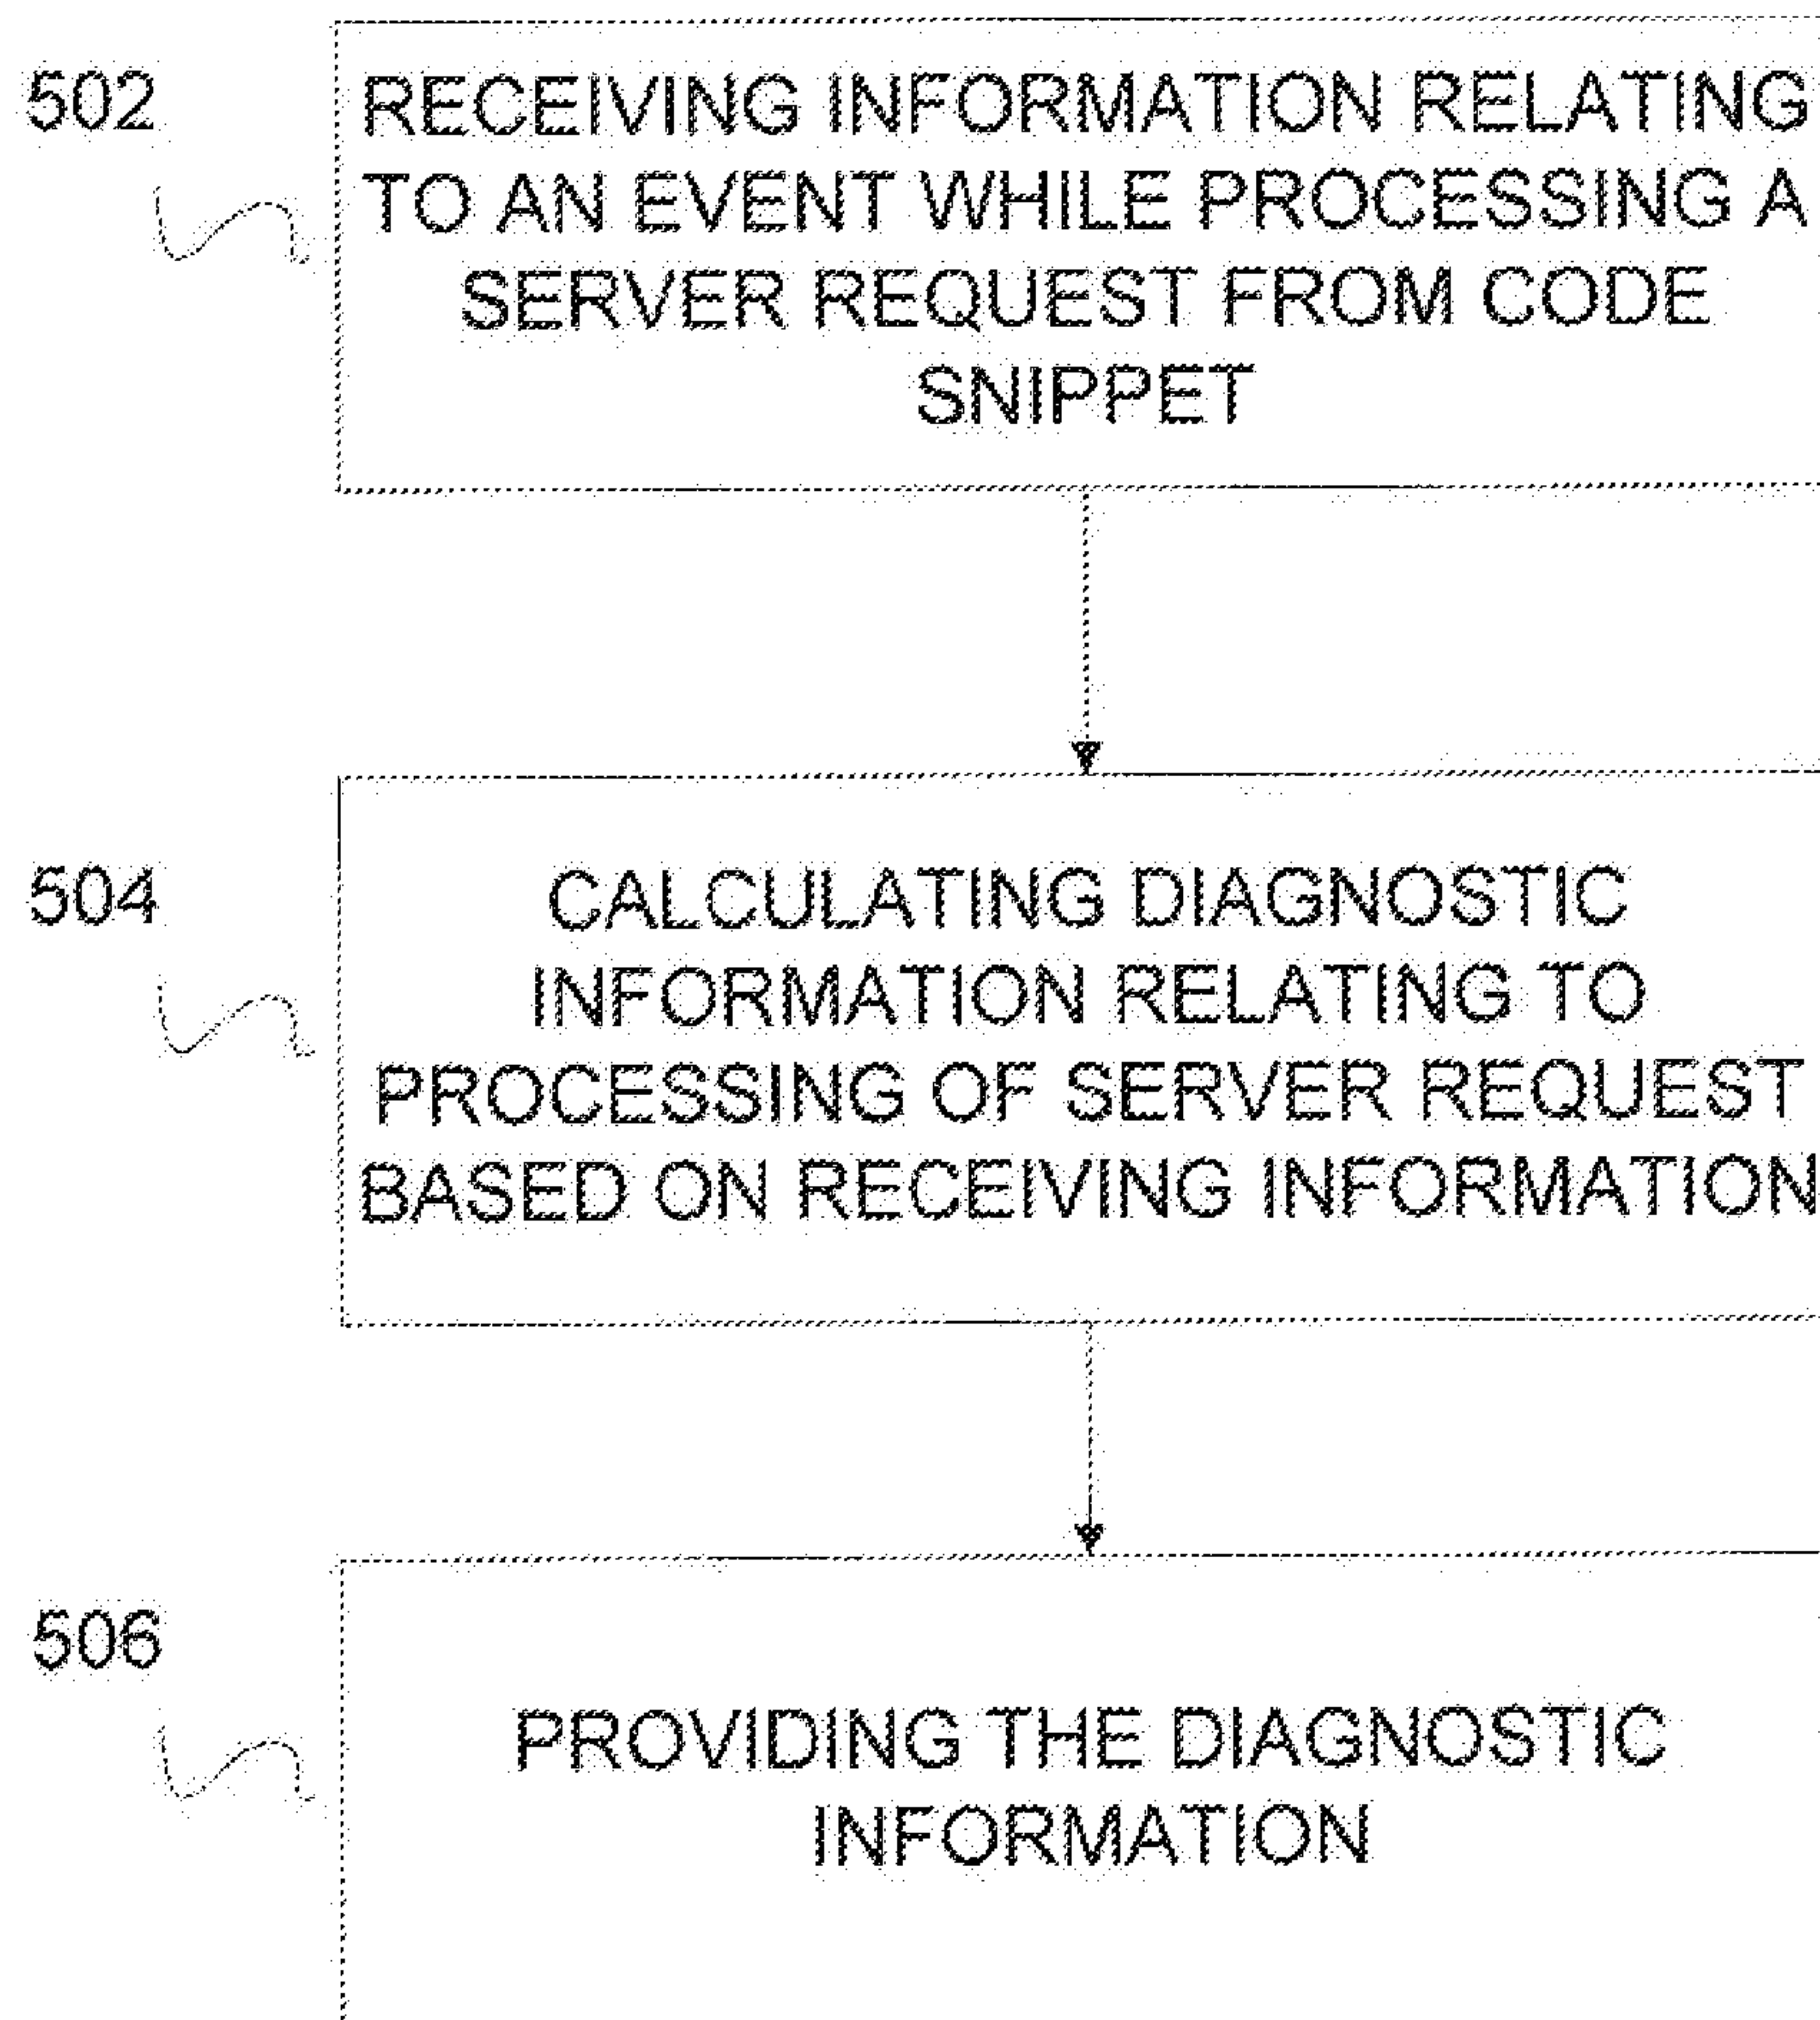 502
RECEIVING INFORMATION RELATING
TO AN EVENT WHILE PROCESSING A
SERVER REQUEST FROM CODE
SNIPPET
504
CALCULATING DIAGNOSTIC
INFORMATION RELATING TO
PROCESSING OF SERVER REQUEST
BASED ON RECEIVING INFORMATION
506
PROVIDING THE DIAGNOSTIC
INFORMATION